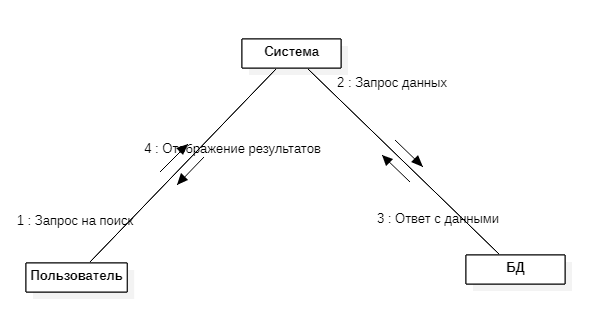 Система
2 : Запрос данных
4 : Отображение результатов
1 : Запрос на поиск
3 : Ответ с данными
Пользователь
БД